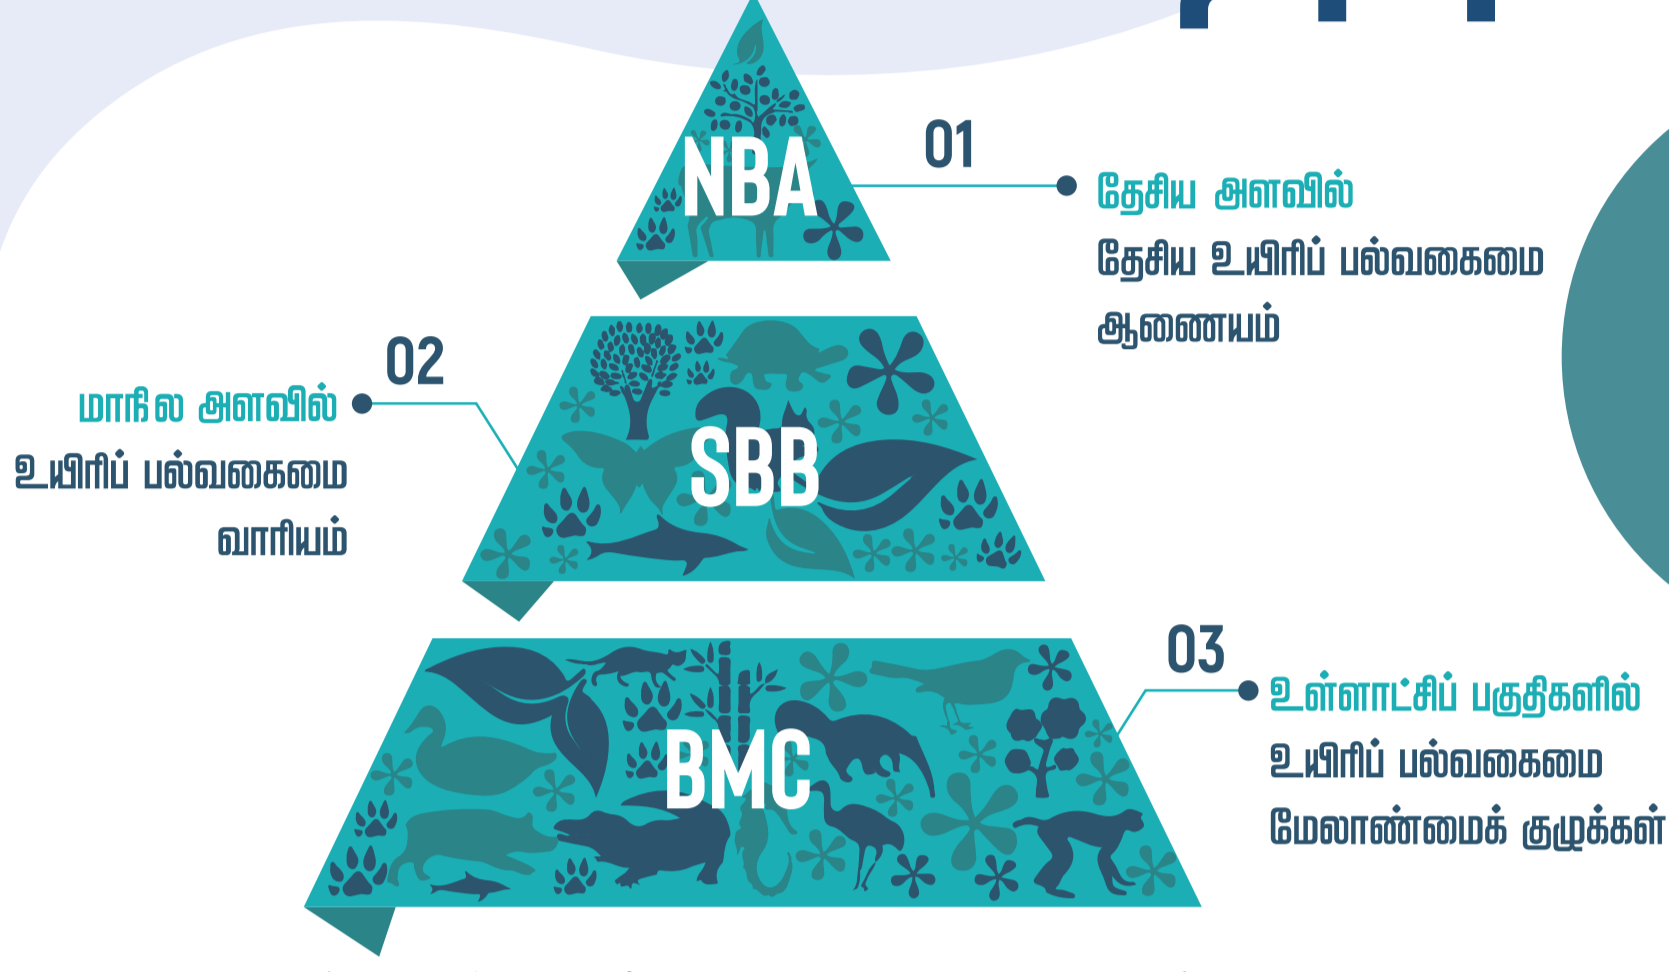 NBA
01
தேசிய அளவில்
தேசிய உயிரிப் பல்வகைமை
ஆணையம்
02
மாநில அளவில்
உயிரிப் பல்வகைமை
வாரியம்
SBB
03
உள்ளாட்சிப் பகுதிகளில்
உயிரிப் பல்வகைமை
மேலாண்மைக் குழுக்கள்
BMC